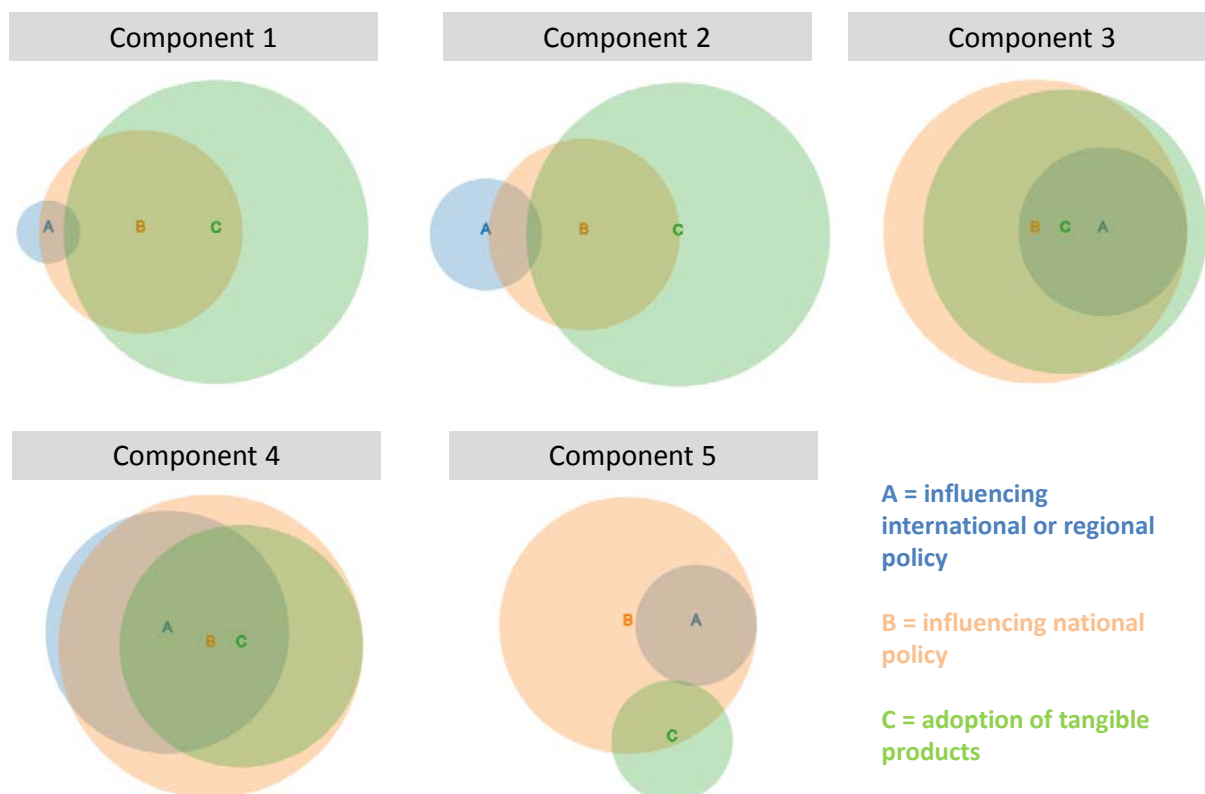 Component 1
Component 2
Component 3
A
B
C
A
B
C
B
C
A
Component 4
Component 5
A
B
C
B
A
C
A = influencing
international or regional
policy
B = influencing national
policy
C = adoption of tangible
products